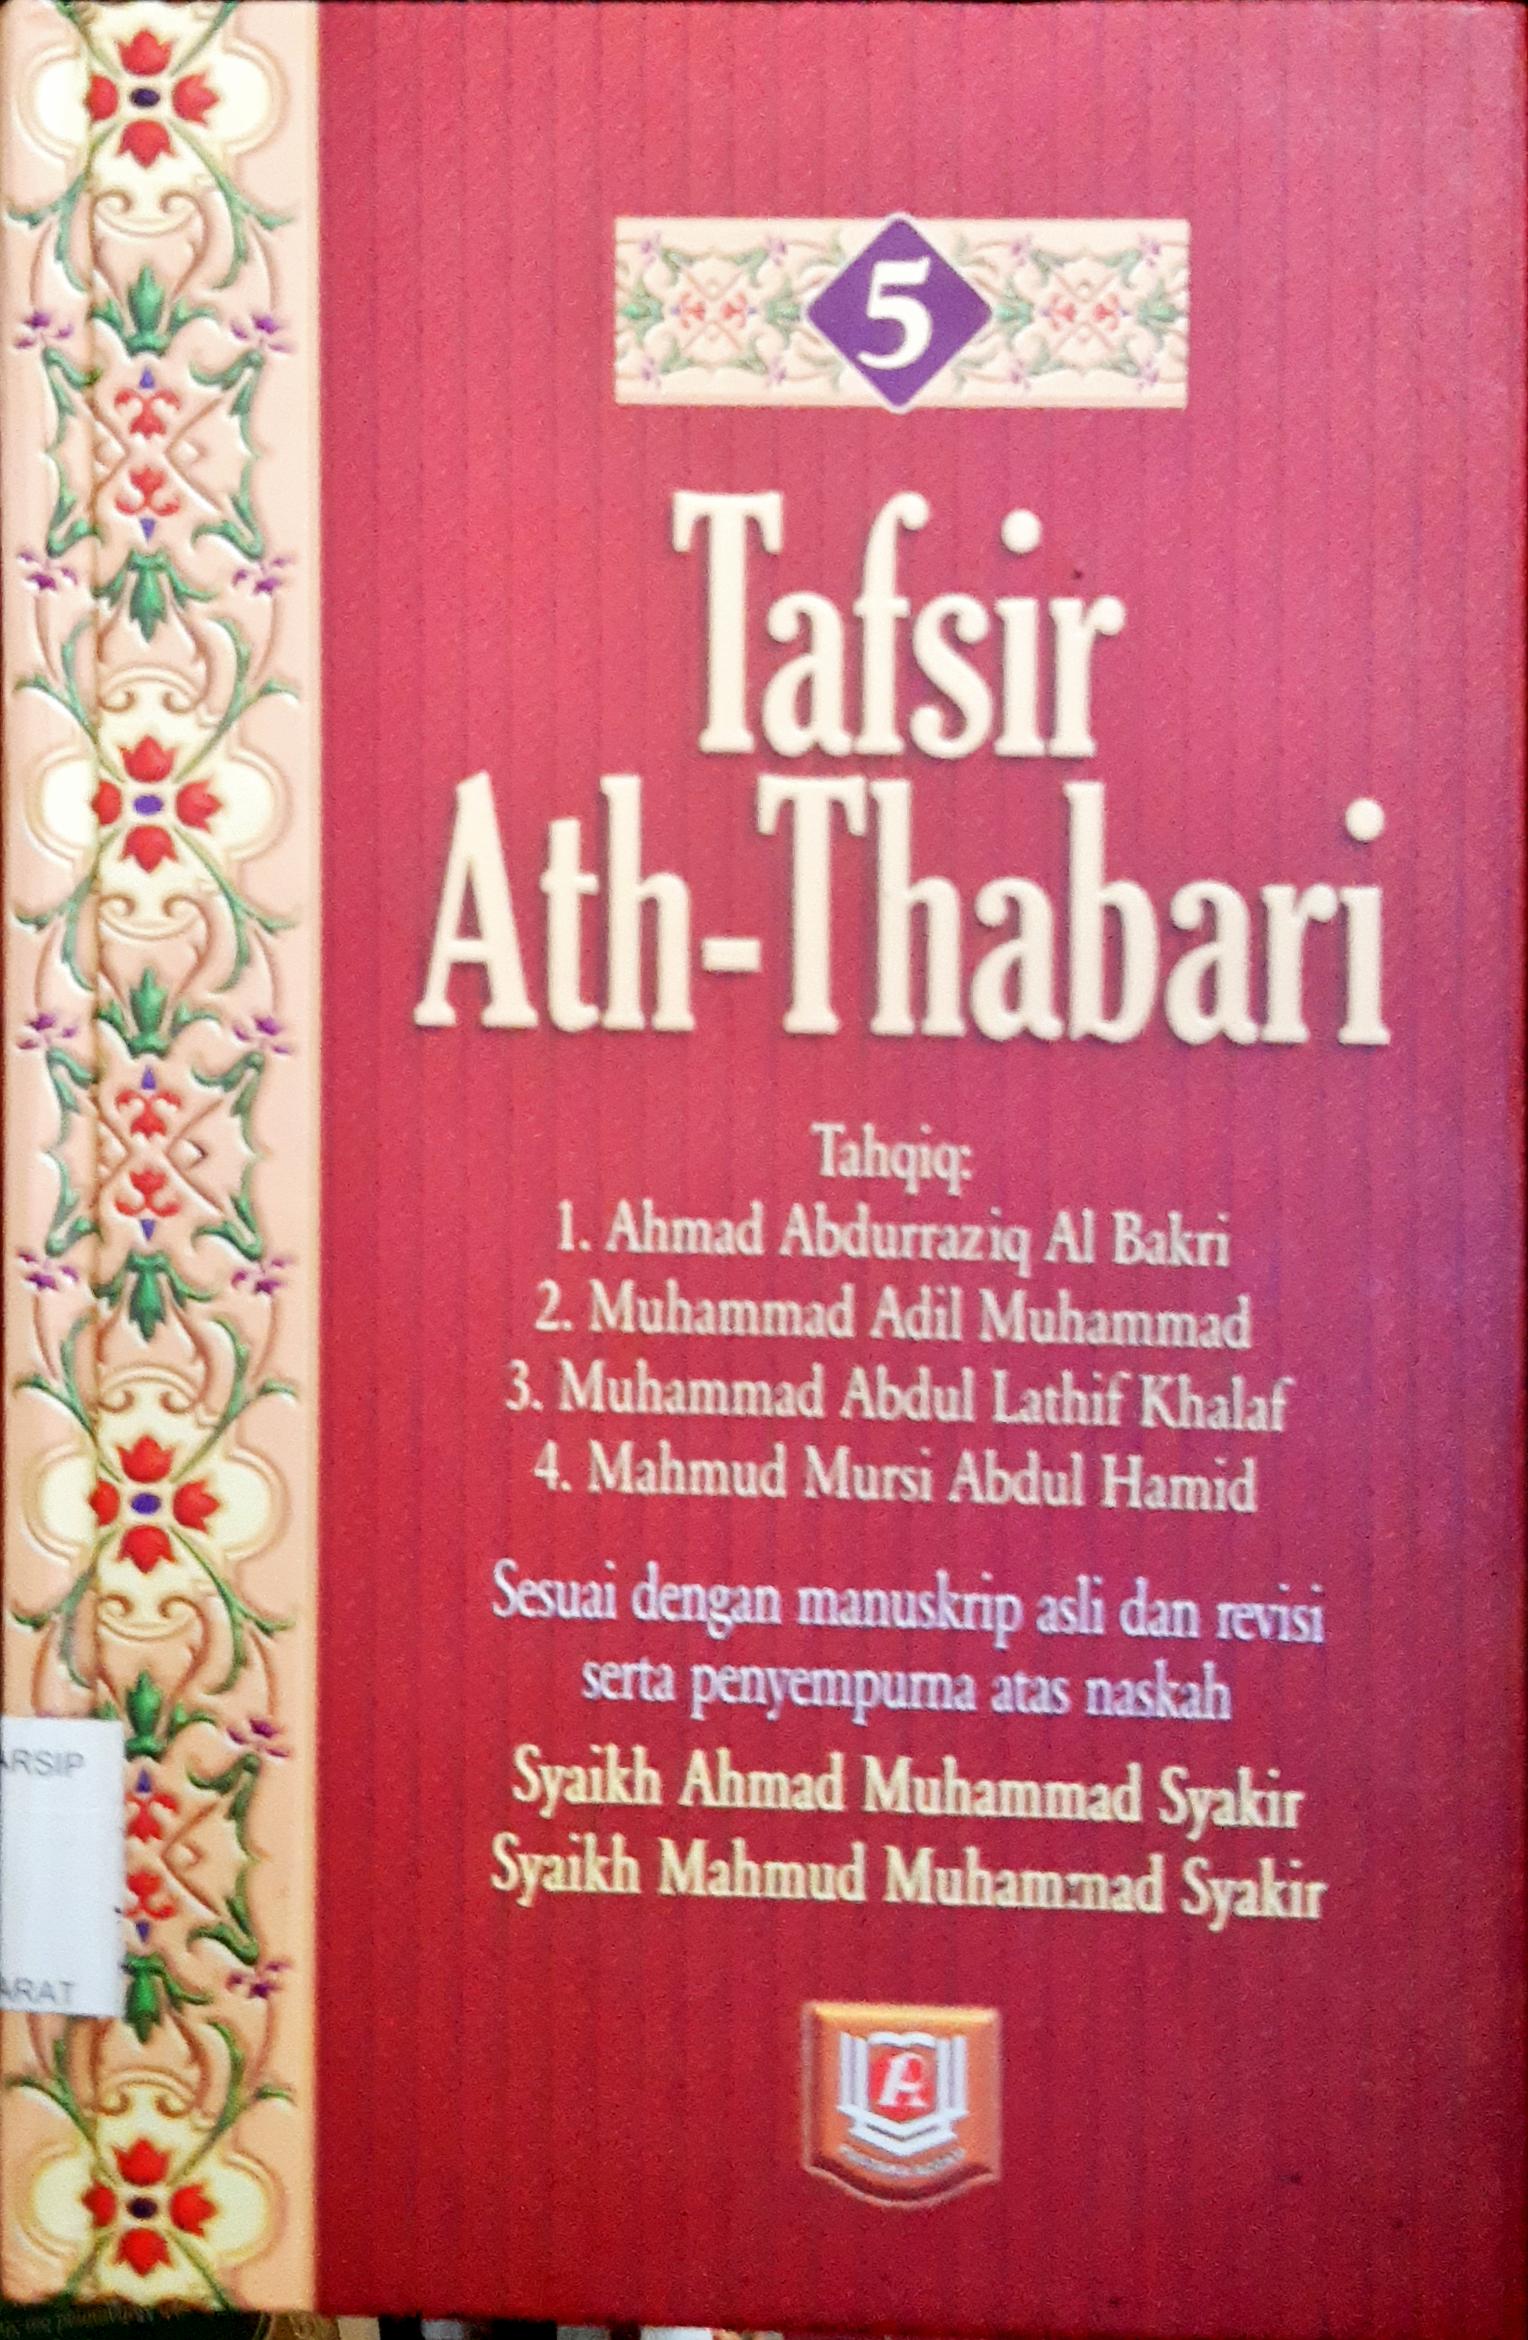 5
Tafsir
Ath-Thabari
Tahqiq:
1. Ahmad Abdurraziq Al Bakri
2. Muhammad Adil Muhammad
3. Muhammad Abdul Lathif Khalaf
4. Mahmud Mursi Abdul Hamid
Sesuai dengan manuskrip asli dan revisi
serta penyempurna atas naskah
Syaikh Ahmad Muhammad Syakir
Syaikh Mahmud Muhammad Syakir
ARSIP
ARAT